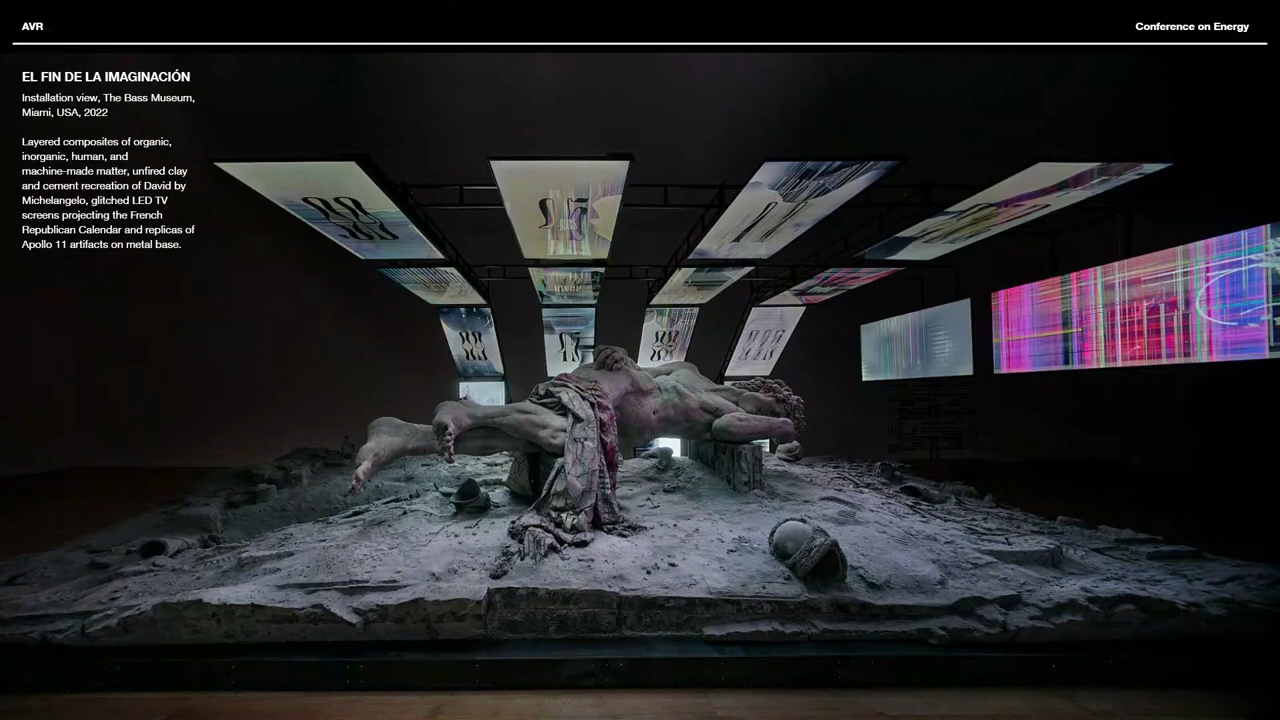 AVR
Conference on Energy
EL FIN DE LA IMAGINACIÓN
Installation view, The Bass Museum,
Miami, USA, 2022
Layered composites of organic,
inorganic, human, and
machine-made matter, unfired clay
and cement recreation of David by
Michelangelo, glitched LED TV
screens projecting the French
Republican Calendar and replicas of
Apollo 11 artifacts on metal base.